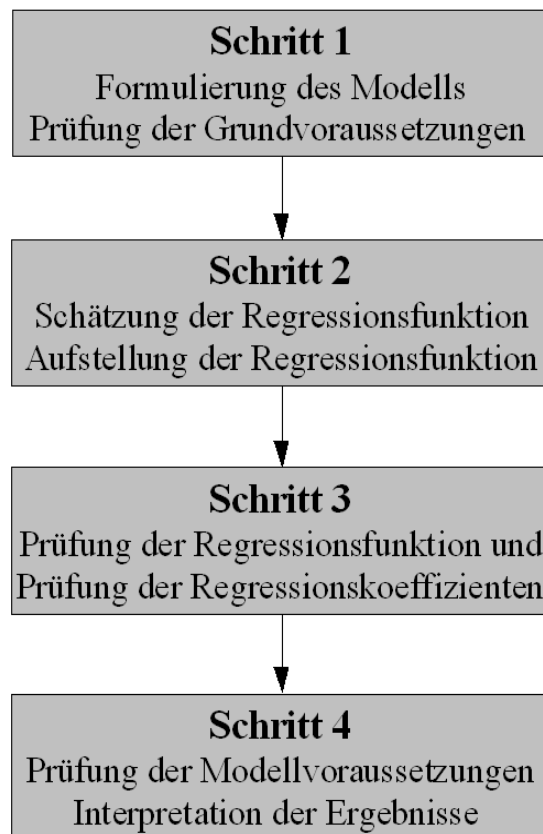 Schritt 1
Formulierung des Modells
Prüfung der Grundvoraussetzungen
Schritt 2
Schätzung der Regressionsfunktion
Aufstellung der Regressionsfunktion
Schritt 3
Prüfung der Regressionsfunktion und
Prüfung der Regressionskoeffizienten
Schritt 4
Prüfung der Modellvoraussetzungen
Interpretation der Ergebnisse